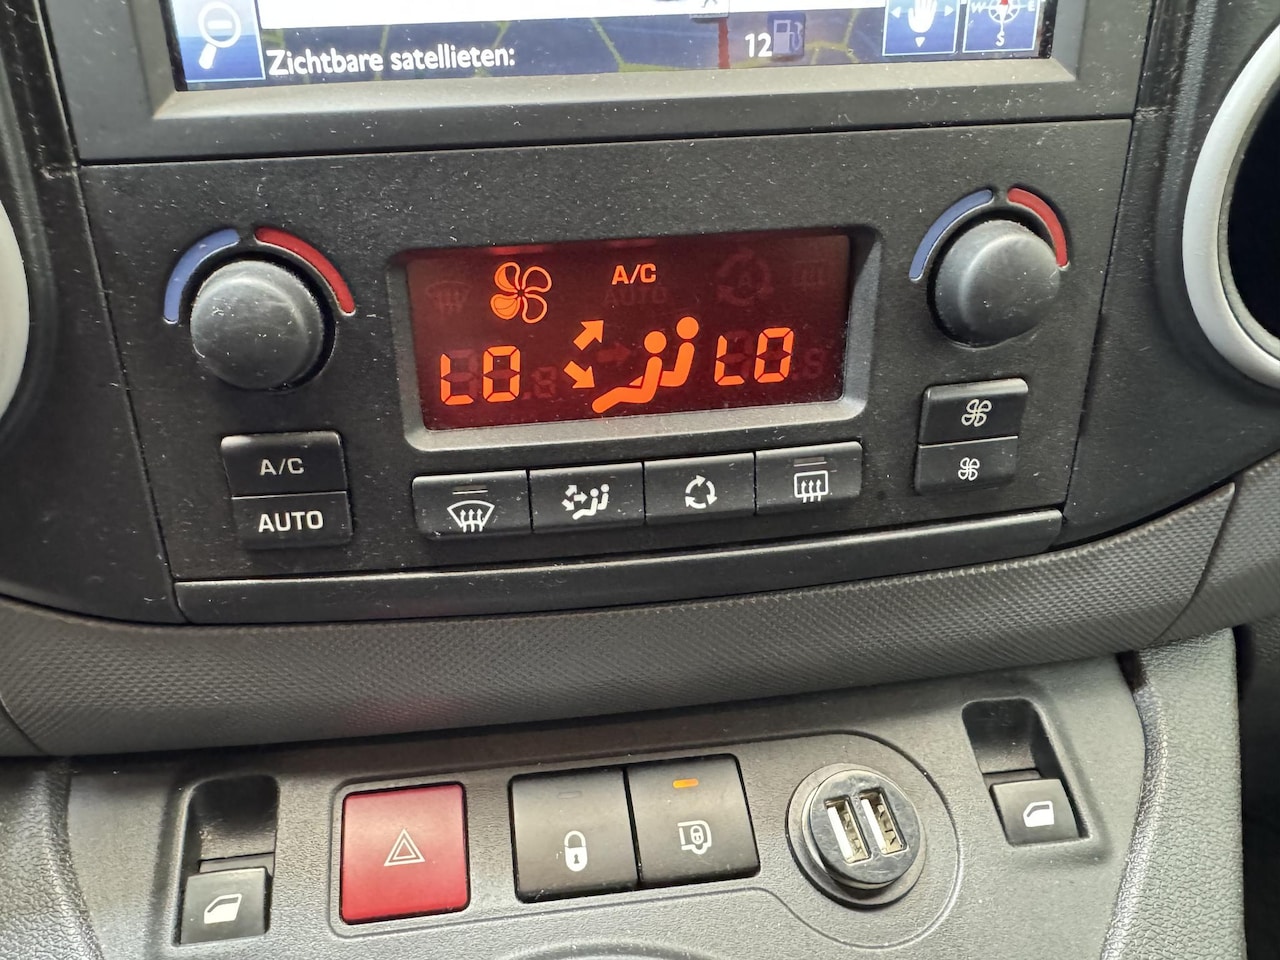 W E
S
Zichtbare satellieten: 12
A/C
LO LO
A/C
AUTO